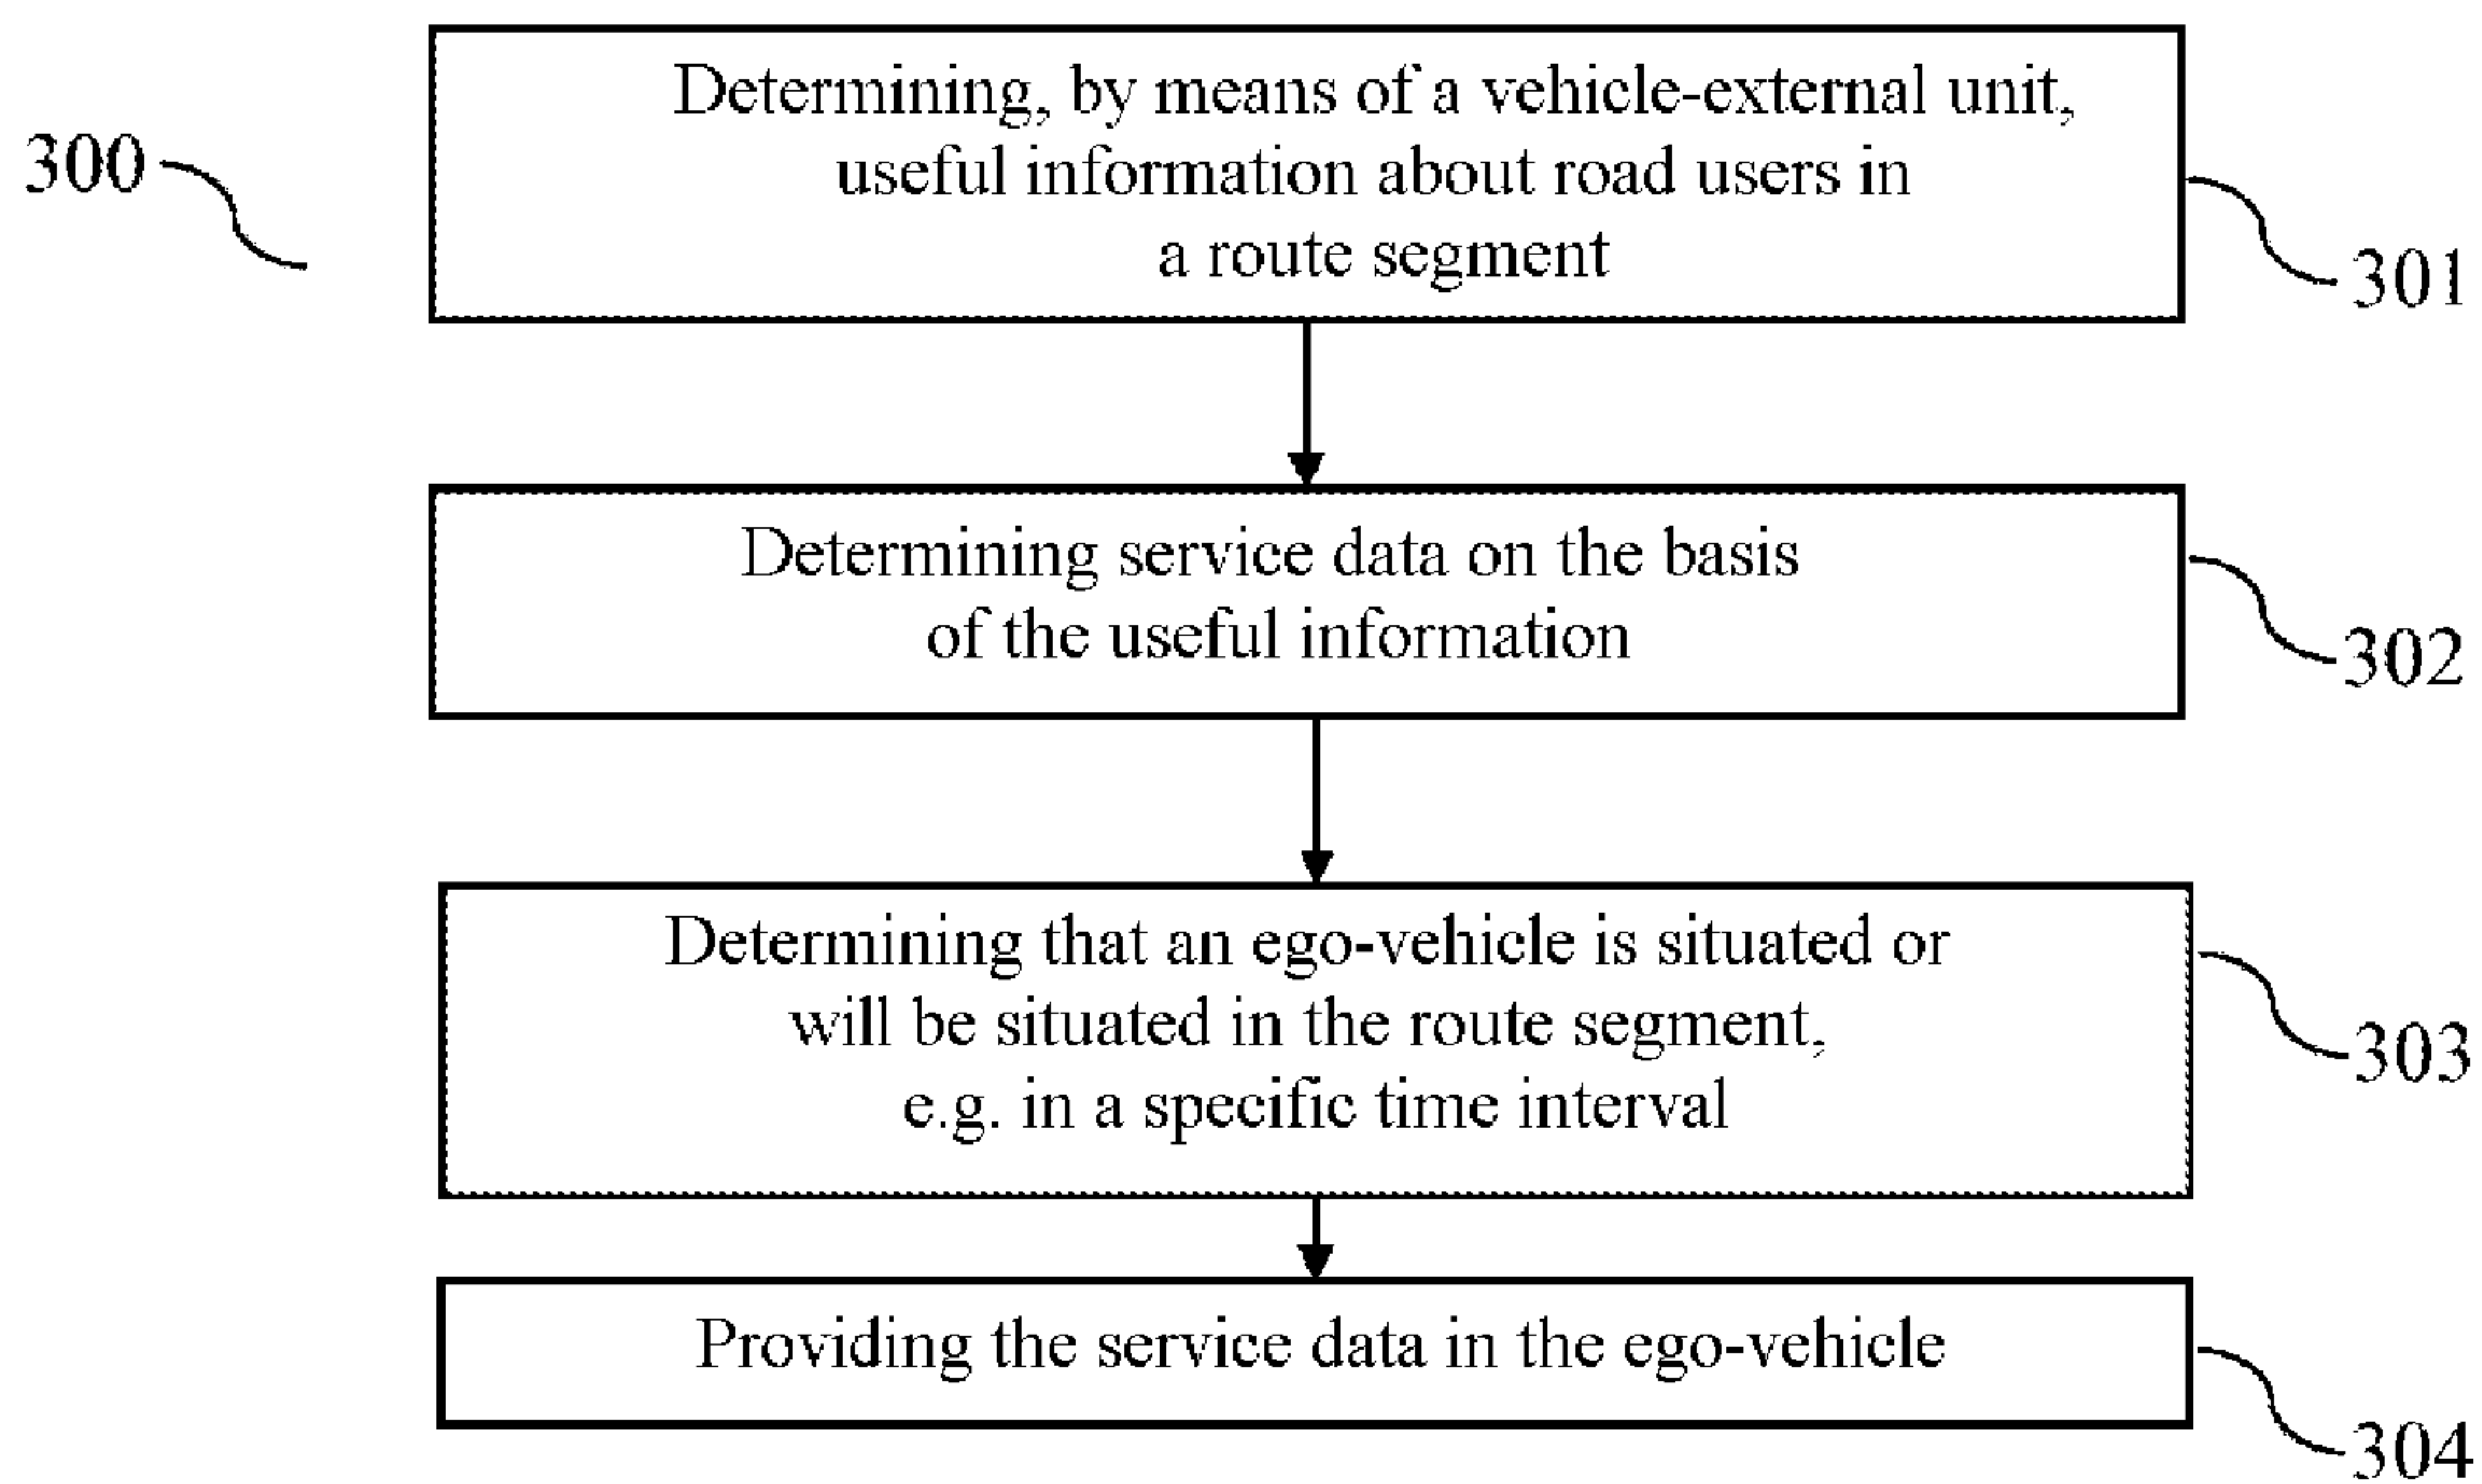 300
Determining, by means of a vehicle-external unit,
useful information about road users in
a route segment
301
Determining service data on the basis
of the useful information
302
Determining that an ego-vehicle is situated or
will be situated in the route segment,
e.g. in a specific time interval
303
Providing the service data in the ego-vehicle
304